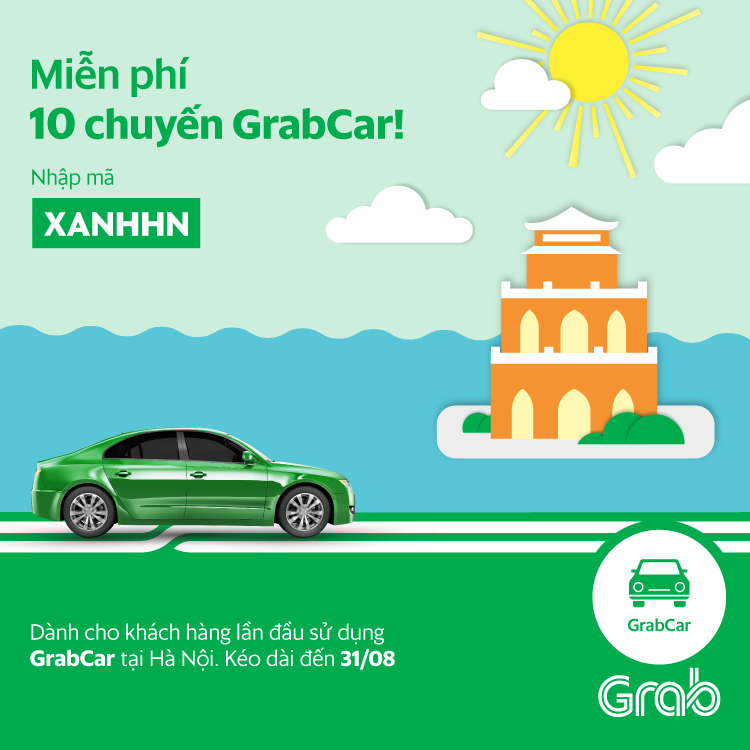 Miễn phí
10 chuyến GrabCar!
Nhập mã
XANHHN
Dành cho khách hàng lần đầu sử dụng
GrabCar tại Hà Nội. Kéo dài đến 31/08
GrabCar
Grab